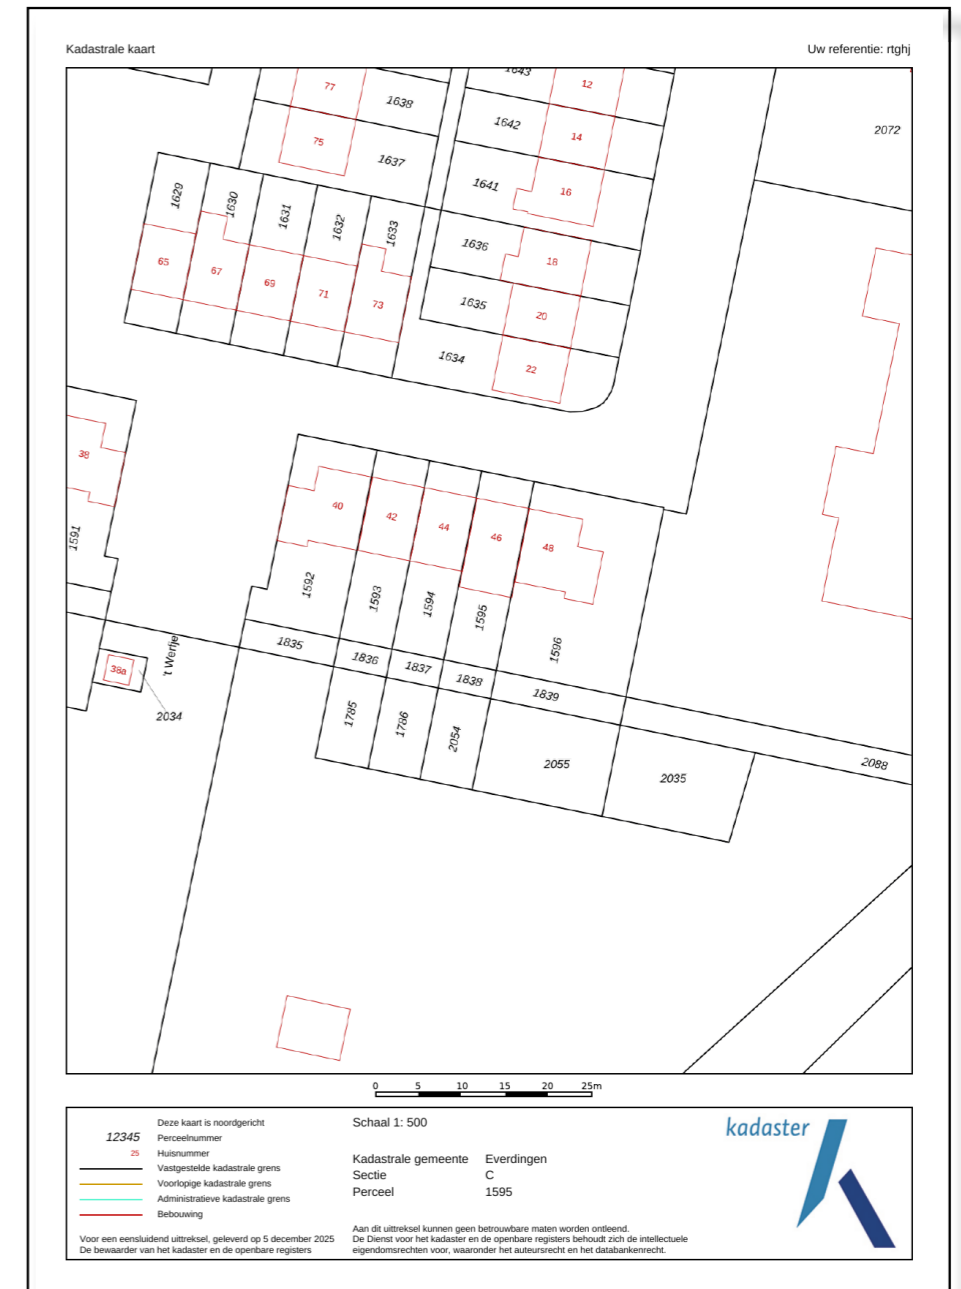 Kadastrale kaart
Uw referentie: rtghj
77
1638
1643
12
2072
75
1637
1642
14
1641
16
1629
1630
1631
1632
1633
1636
18
65
67
69
71
73
1635
20
1634
22
38
40
42
44
46
48
1591
1592
1593
1594
1595
1596
1835
1836
1837
1838
1839
't Werfje
38a
2034
1785
1786
2054
2055
2035
2088
0 5 10 15 20 25m
Deze kaart is noordgericht
12345 Perceelnummer
25 Huisnummer
Vastgestelde kadastrale grens
Voorlopige kadastrale grens
Administratieve kadastrale grens
Bebouwing
Voor een eensluidend uittreksel, geleverd op 5 december 2025
De bewaarder van het kadaster en de openbare registers
Schaal 1: 500
Kadastrale gemeente Everdingen
Sectie C
Perceel 1595
Aan dit uittreksel kunnen geen betrouwbare maten worden ontleend.
De Dienst voor het kadaster en de openbare registers behoudt zich de intellectuele
eigendomsrechten voor, waaronder het auteursrecht en het databankenrecht.
kadaster